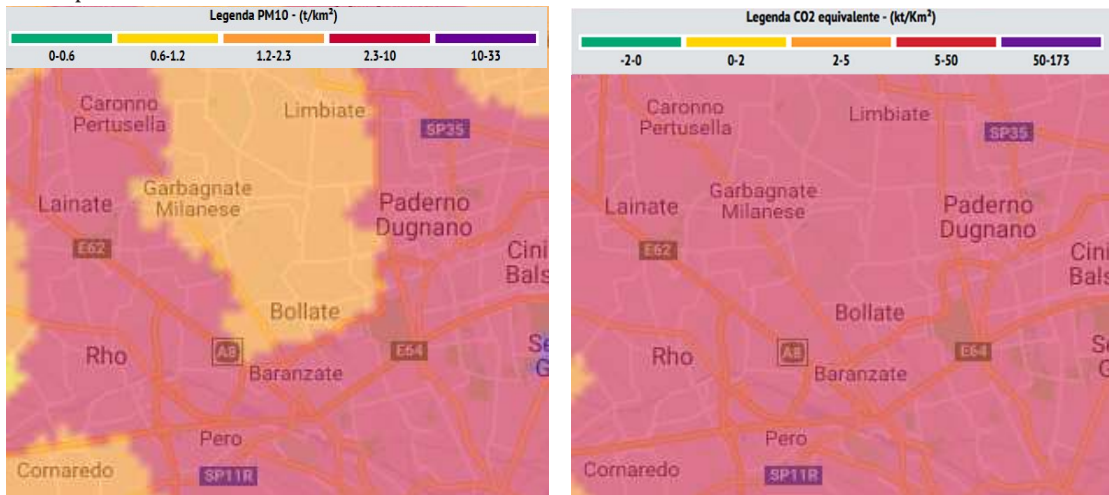 Legenda PM10 - (t/km²)
0-0.6 0.6-1.2 1.2-2.3 2.3-10 10-33
Caronno
Pertusella
Limbiate
SP35
Garbagnate
Milanese
Lainate
Paderno
Dugnano
E62
Cini
Bals
Bollate
Rho
A8
E64
Se
G
Baranzate
Pero
Cornaredo
SP11R
Legenda CO2 equivalente - (kt/Km²)
-2-0 0-2 2-5 5-50 50-173
Caronno
Pertusella
Limbiate
SP35
Garbagnate
Milanese
Lainate
Paderno
Dugnano
E62
Cini
Bals
Bollate
Rho
A8
E64
Se
G
Baranzate
Pero
Cornaredo
SP11R